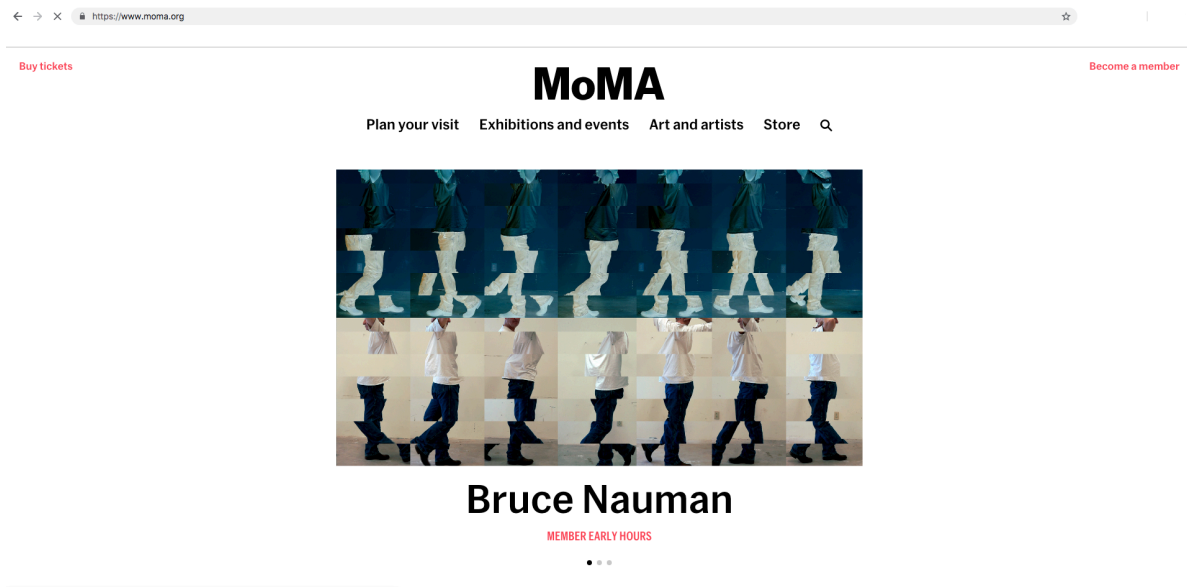 https://www.moma.org
Buy tickets
MoMA
Become a member
Plan your visit Exhibitions and events Art and artists Store
Bruce Nauman
MEMBER EARLY HOURS